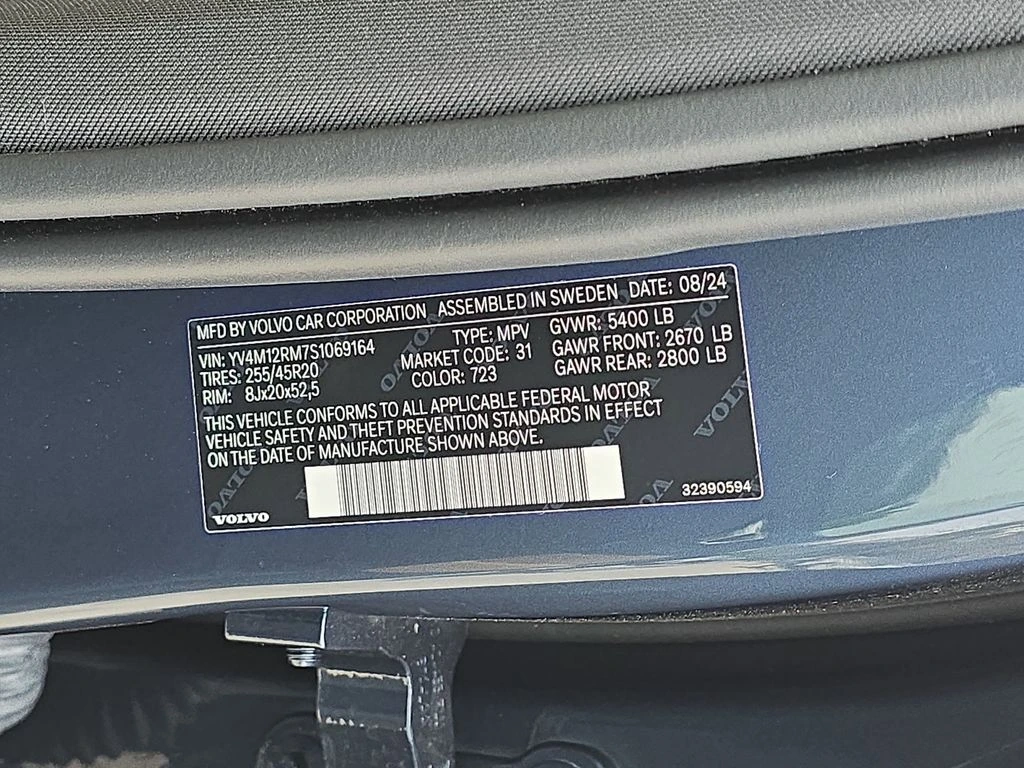 MFD BY VOLVO CAR CORPORATION ASSEMBLED IN SWEDEN DATE: 08/24
VIN: YV4M12RM7S1069164 TYPE: MPV GVWR: 5400 LB
TIRES: 255/45R20 MARKET CODE: 31 GAWR FRONT: 2670 LB
RIM: 8Jx20x52,5 COLOR: 723 GAWR REAR: 2800 LB
THIS VEHICLE CONFORMS TO ALL APPLICABLE FEDERAL MOTOR
VEHICLE SAFETY AND THEFT PREVENTION STANDARDS IN EFFECT
ON THE DATE OF MANUFACTURE SHOWN ABOVE.
VOLVO 32390594